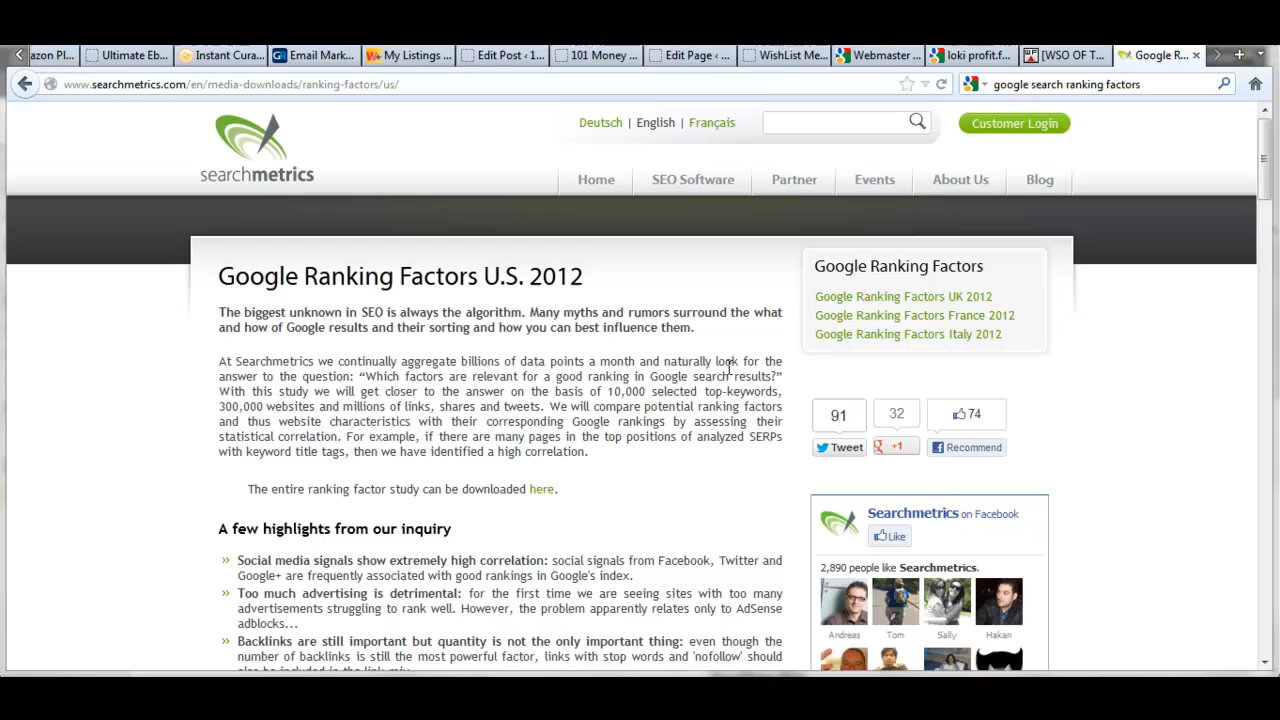 azon Pl...
Ultimate Eb...
Instant Cura...
GR
Email Mark...
My Listings ...
Edit Post ‹ 1...
101 Money ...
Edit Page ‹ ...
WishList Me...
Webmaster ...
loki profit.f...
[WSO OF T...
Google R...
www.searchmetrics.com/en/media-downloads/ranking-factors/us/
google search ranking factors
searchmetrics
Deutsch | English | Français
Customer Login
Home
SEO Software
Partner
Events
About Us
Blog
Google Ranking Factors U.S. 2012
The biggest unknown in SEO is always the algorithm. Many myths and rumors surround the what
and how of Google results and their sorting and how you can best influence them.
At Searchmetrics we continually aggregate billions of data points a month and naturally look for the
answer to the question: “Which factors are relevant for a good ranking in Google search results?”
With this study we will get closer to the answer on the basis of 10,000 selected top-keywords,
300,000 websites and millions of links, shares and tweets. We will compare potential ranking factors
and thus website characteristics with their corresponding Google rankings by assessing their
statistical correlation. For example, if there are many pages in the top positions of analyzed SERPs
with keyword title tags, then we have identified a high correlation.
The entire ranking factor study can be downloaded here.
A few highlights from our inquiry
» Social media signals show extremely high correlation: social signals from Facebook, Twitter and
Google+ are frequently associated with good rankings in Google's index.
» Too much advertising is detrimental: for the first time we are seeing sites with too many
advertisements struggling to rank well. However, the problem apparently relates only to AdSense
adblocks...
» Backlinks are still important but quantity is not the only important thing: even though the
number of backlinks is still the most powerful factor, links with stop words and 'nofollow' should
also be included in the link mix.
Google Ranking Factors
Google Ranking Factors UK 2012
Google Ranking Factors France 2012
Google Ranking Factors Italy 2012
91
32
74
Tweet
+1
Recommend
Searchmetrics on Facebook
Like
2,890 people like Searchmetrics.
Andreas
Tom
Sally
Hakan